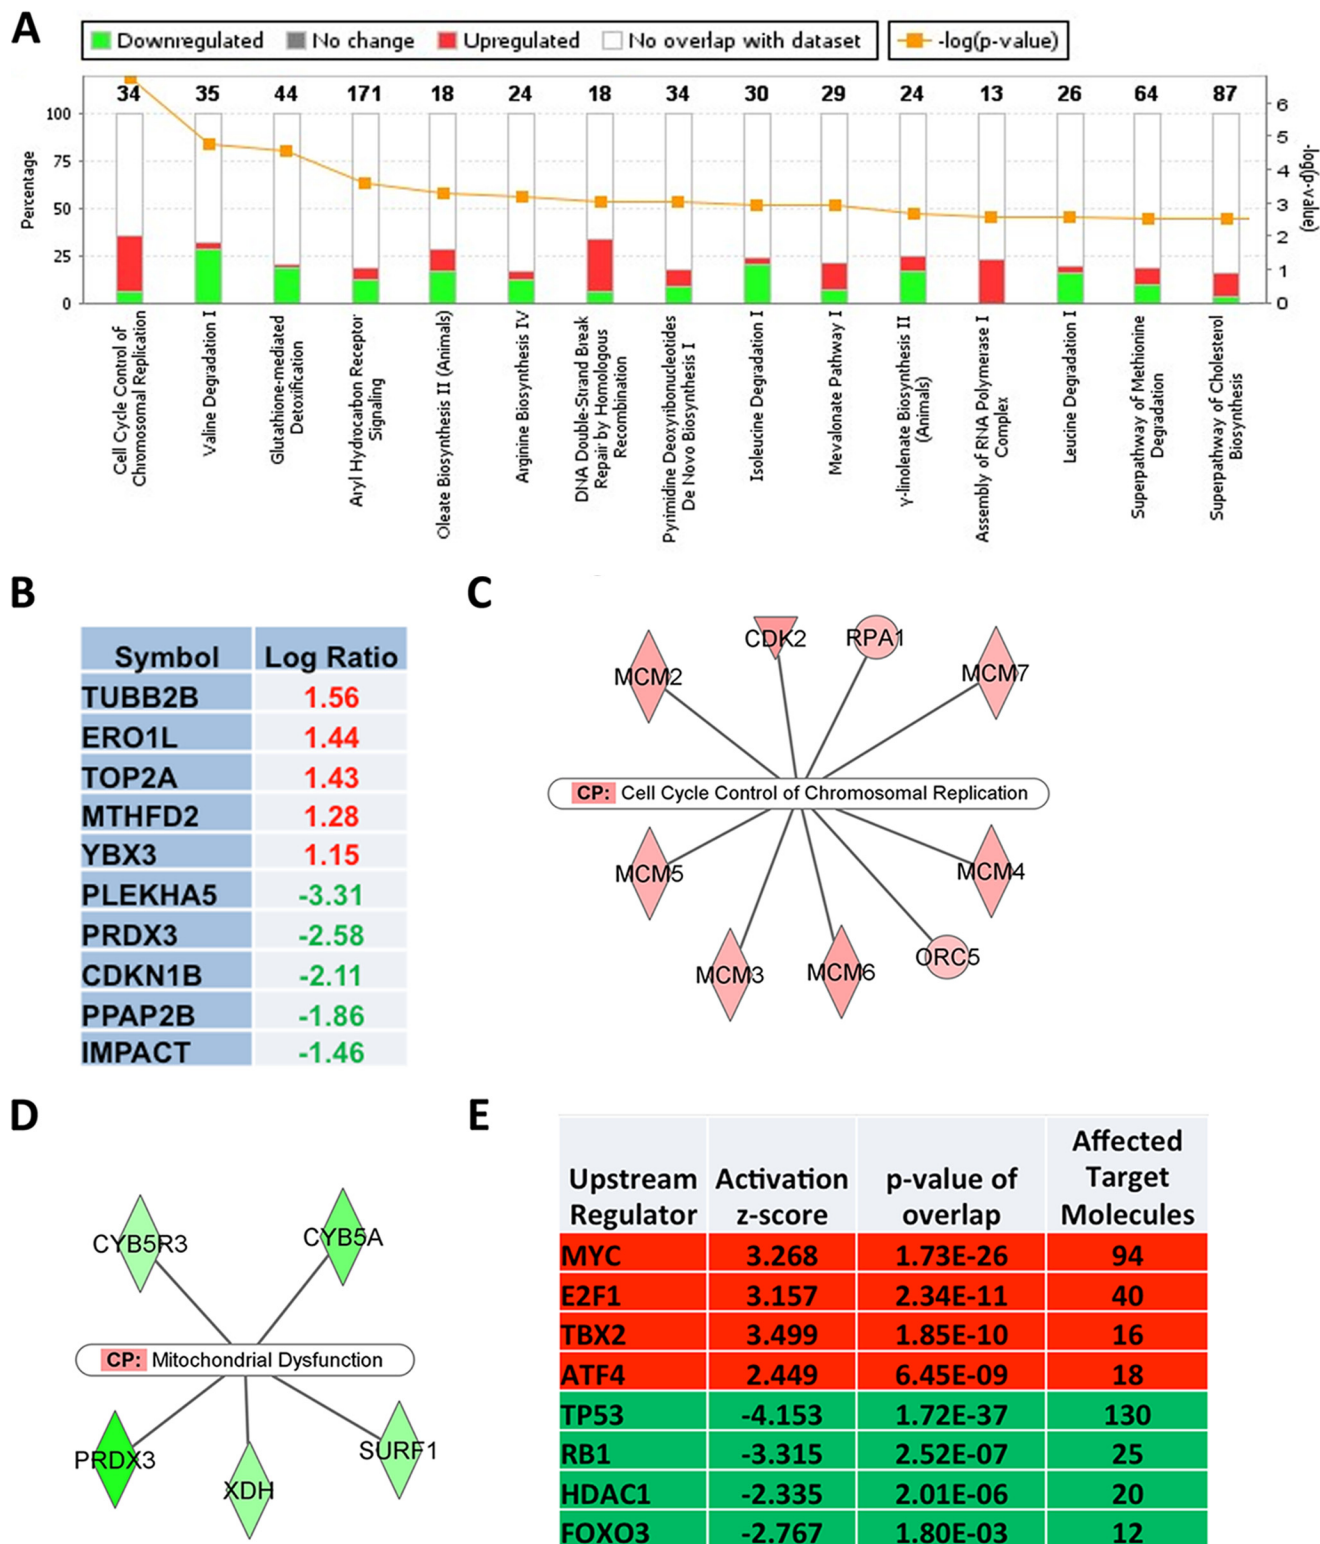 A
Downregulated No change Upregulated No overlap with dataset -log(p-value)
34 35 44 171 18 24 18 34 30 29 24 13 26 64 87
100
75
50
25
0
Percentage
6
5
4
3
2
1
0
-log(p-value)
Cell Cycle Control of
Chromosomal Replication
Valine Degradation I
Glutathione-mediated
Detoxification
Aryl Hydrocarbon Receptor
Signaling
Oleate Biosynthesis II (Animals)
Arginine Biosynthesis IV
DNA Double-Strand Break
Repair by Homologous
Recombination
Pyrimidine Deoxyribonucleotides
De Novo Biosynthesis I
Isoleucine Degradation I
Mevalonate Pathway I
γ-linolenate Biosynthesis II
(Animals)
Assembly of RNA Polymerase I
Complex
Leucine Degradation I
Superpathway of Methionine
Degradation
Superpathway of Cholesterol
Biosynthesis
B
Symbol Log Ratio
TUBB2B 1.56
ERO1L 1.44
TOP2A 1.43
MTHFD2 1.28
YBX3 1.15
PLEKHA5 -3.31
PRDX3 -2.58
CDKN1B -2.11
PPAP2B -1.86
IMPACT -1.46
C
CDK2 RPA1
MCM2 MCM7
CP: Cell Cycle Control of Chromosomal Replication
MCM5 MCM4
MCM3 MCM6 ORC5
D
CYB5R3 CYB5A
CP: Mitochondrial Dysfunction
PRDX3 XDH SURF1
E
Upstream
Regulator
Activation
z-score
p-value of
overlap
Affected
Target
Molecules
MYC 3.268 1.73E-26 94
E2F1 3.157 2.34E-11 40
TBX2 3.499 1.85E-10 16
ATF4 2.449 6.45E-09 18
TP53 -4.153 1.72E-37 130
RB1 -3.315 2.52E-07 25
HDAC1 -2.335 2.01E-06 20
FOXO3 -2.767 1.80E-03 12